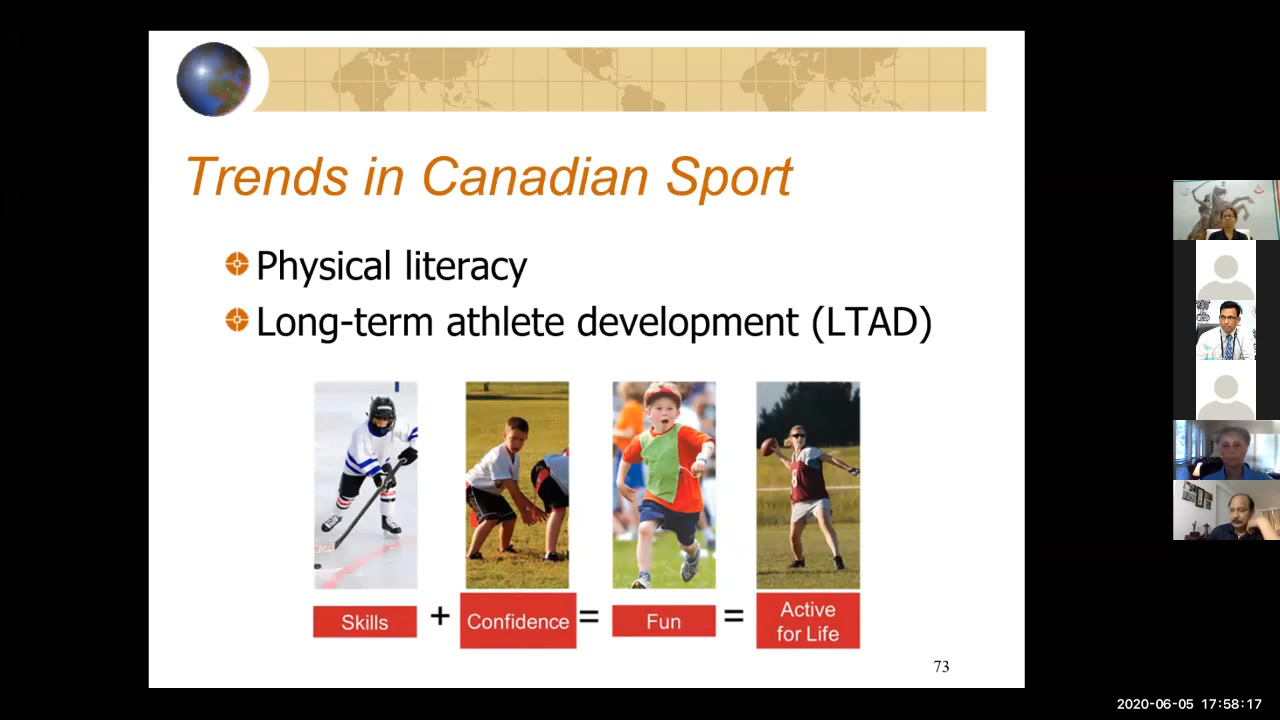 Trends in Canadian Sport
Physical literacy
Long-term athlete development (LTAD)
Skills + Confidence = Fun = Active for Life
73
2020-06-05 17:58:17